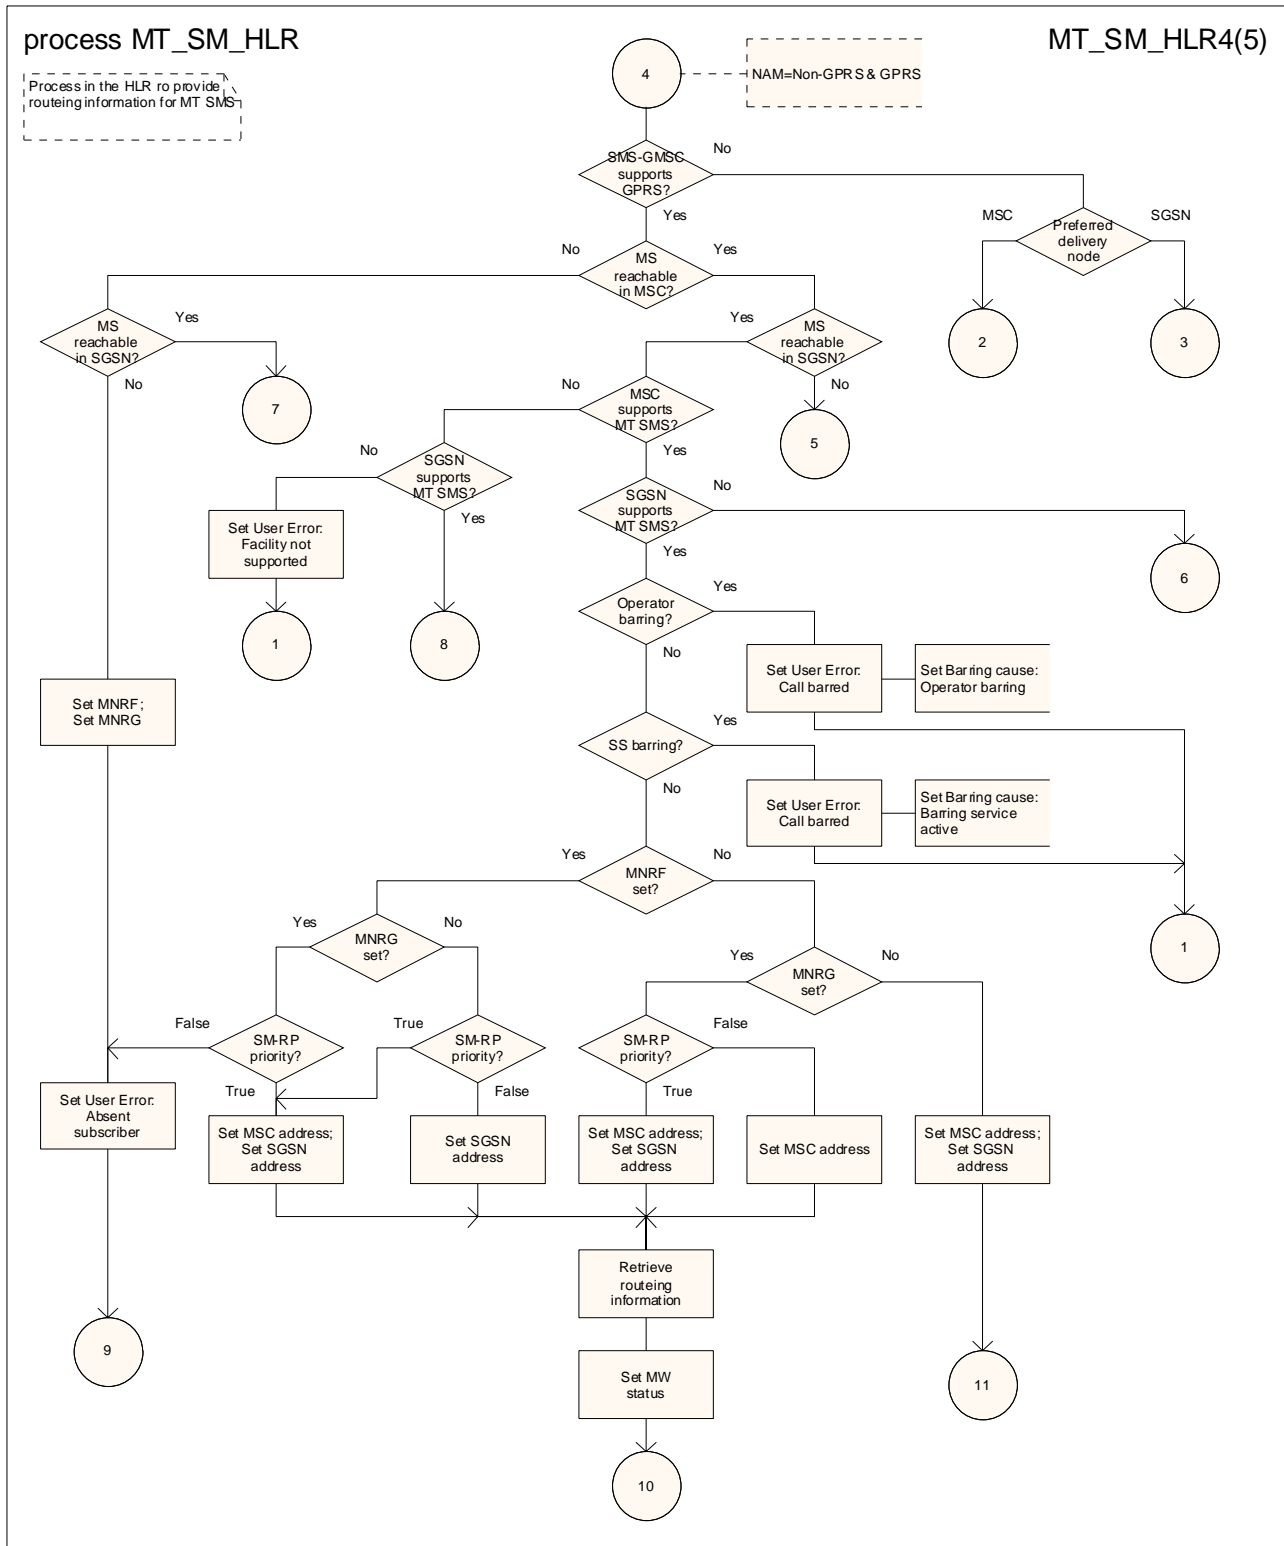 process MT_SM_HLR
MT_SM_HLR4(5)
Process in the HLR ro provide
routeing information for MT SMS
4
NAM=Non-GPRS & GPRS
SMS-GMSC
supports
GPRS?
No
Yes
MSC
Preferred
delivery
node
SGSN
No
MS
reachable
in MSC?
Yes
2
3
MS
reachable
in SGSN?
Yes
No
Yes
MS
reachable
in SGSN?
No
7
No
MSC
supports
MT SMS?
Yes
5
No
SGSN
supports
MT SMS?
Yes
SGSN
supports
MT SMS?
No
Yes
Set User Error:
Facility not
supported
6
1
8
Operator
barring?
Yes
No
Set User Error:
Call barred
Set Barring cause:
Operator barring
Set MNRF;
Set MNRG
SS barring?
Yes
No
Set User Error:
Call barred
Set Barring cause:
Barring service
active
Yes
MNRF
set?
No
1
Yes
MNRG
set?
No
Yes
MNRG
set?
No
False
SM-RP
priority?
True
True
SM-RP
priority?
False
SM-RP
priority?
False
True
Set User Error:
Absent
subscriber
Set MSC address;
Set SGSN
address
Set SGSN
address
Set MSC address;
Set SGSN
address
Set MSC address
Set MSC address;
Set SGSN
address
Retrieve
routeing
information
9
Set MW
status
11
10